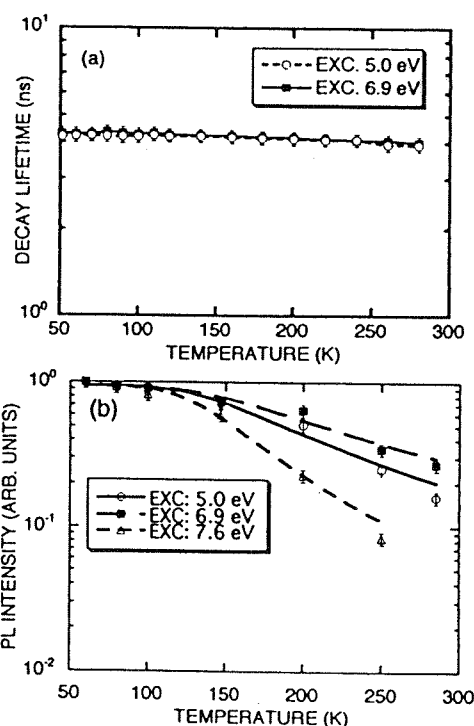 10¹
(a)
EXC. 5.0 eV
EXC. 6.9 eV
DECAY LIFETIME (ns)
10⁰
50 100 150 200 250 300
TEMPERATURE (K)
10⁰
(b)
PL INTENSITY (ARB. UNITS)
EXC: 5.0 eV
EXC: 6.9 eV
EXC: 7.6 eV
10⁻¹
10⁻²
50 100 150 200 250 300
TEMPERATURE (K)